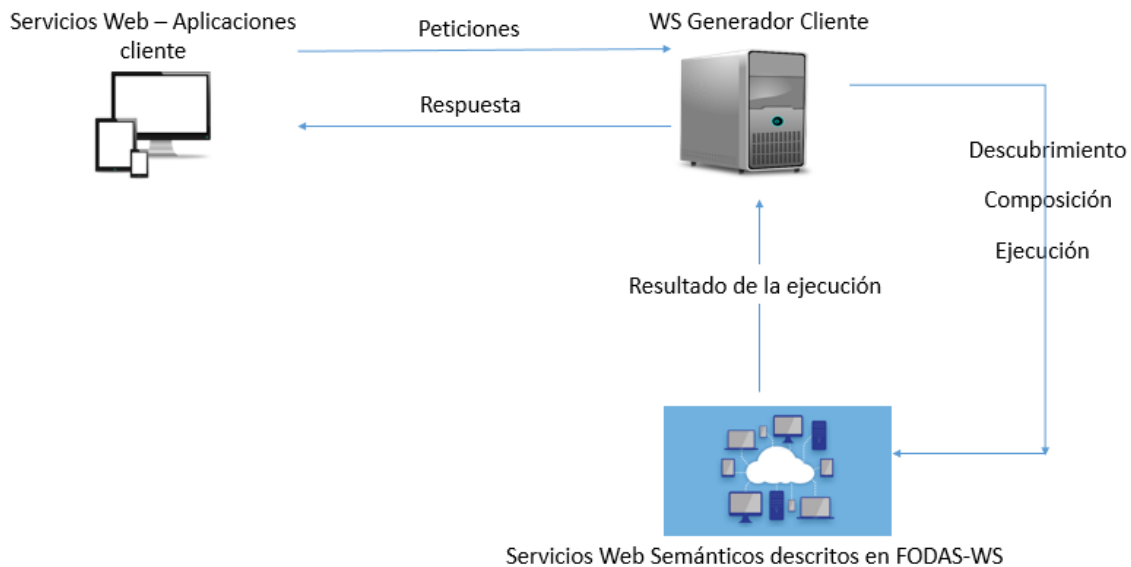 Servicios Web – Aplicaciones
cliente
Peticiones
WS Generador Cliente
Respuesta
Descubrimiento
Composición
Ejecución
Resultado de la ejecución
Servicios Web Semánticos descritos en FODAS-WS